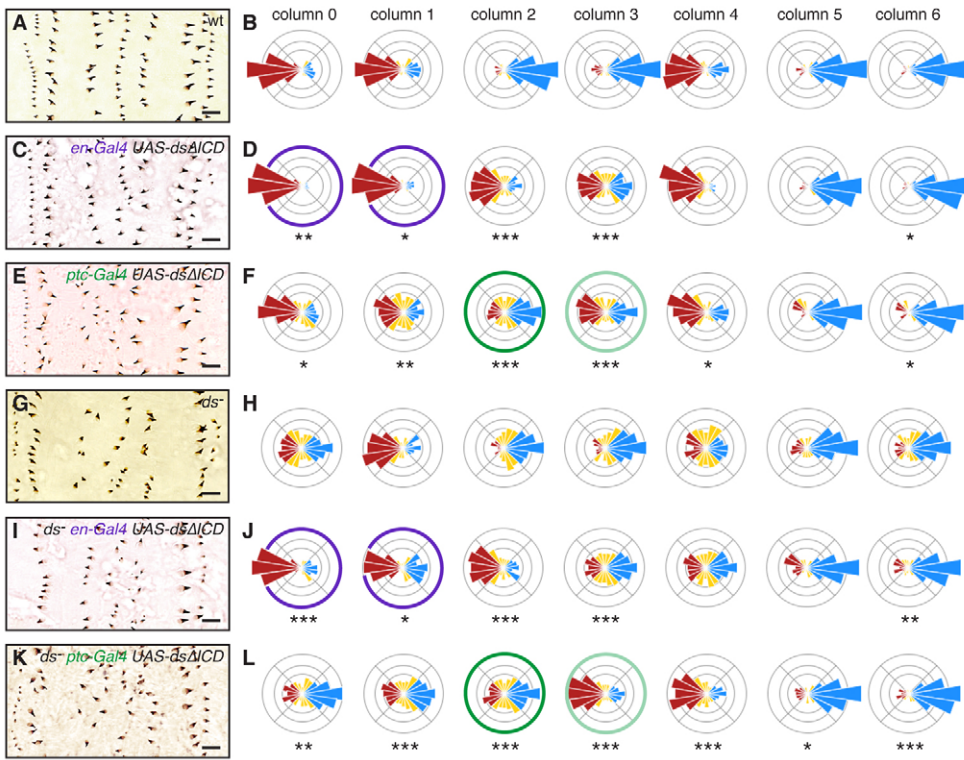 A wt B column 0 column 1 column 2 column 3 column 4 column 5 column 6
C en-Gal4 UAS-dsΔICD D
** * *** *** *
E ptc-Gal4 UAS-dsΔICD F
* ** *** *** * *
G ds- H
I ds- en-Gal4 UAS-dsΔICD J
*** * *** *** **
K ds- ptc-Gal4 UAS-dsΔICD L
** *** *** *** *** * ***